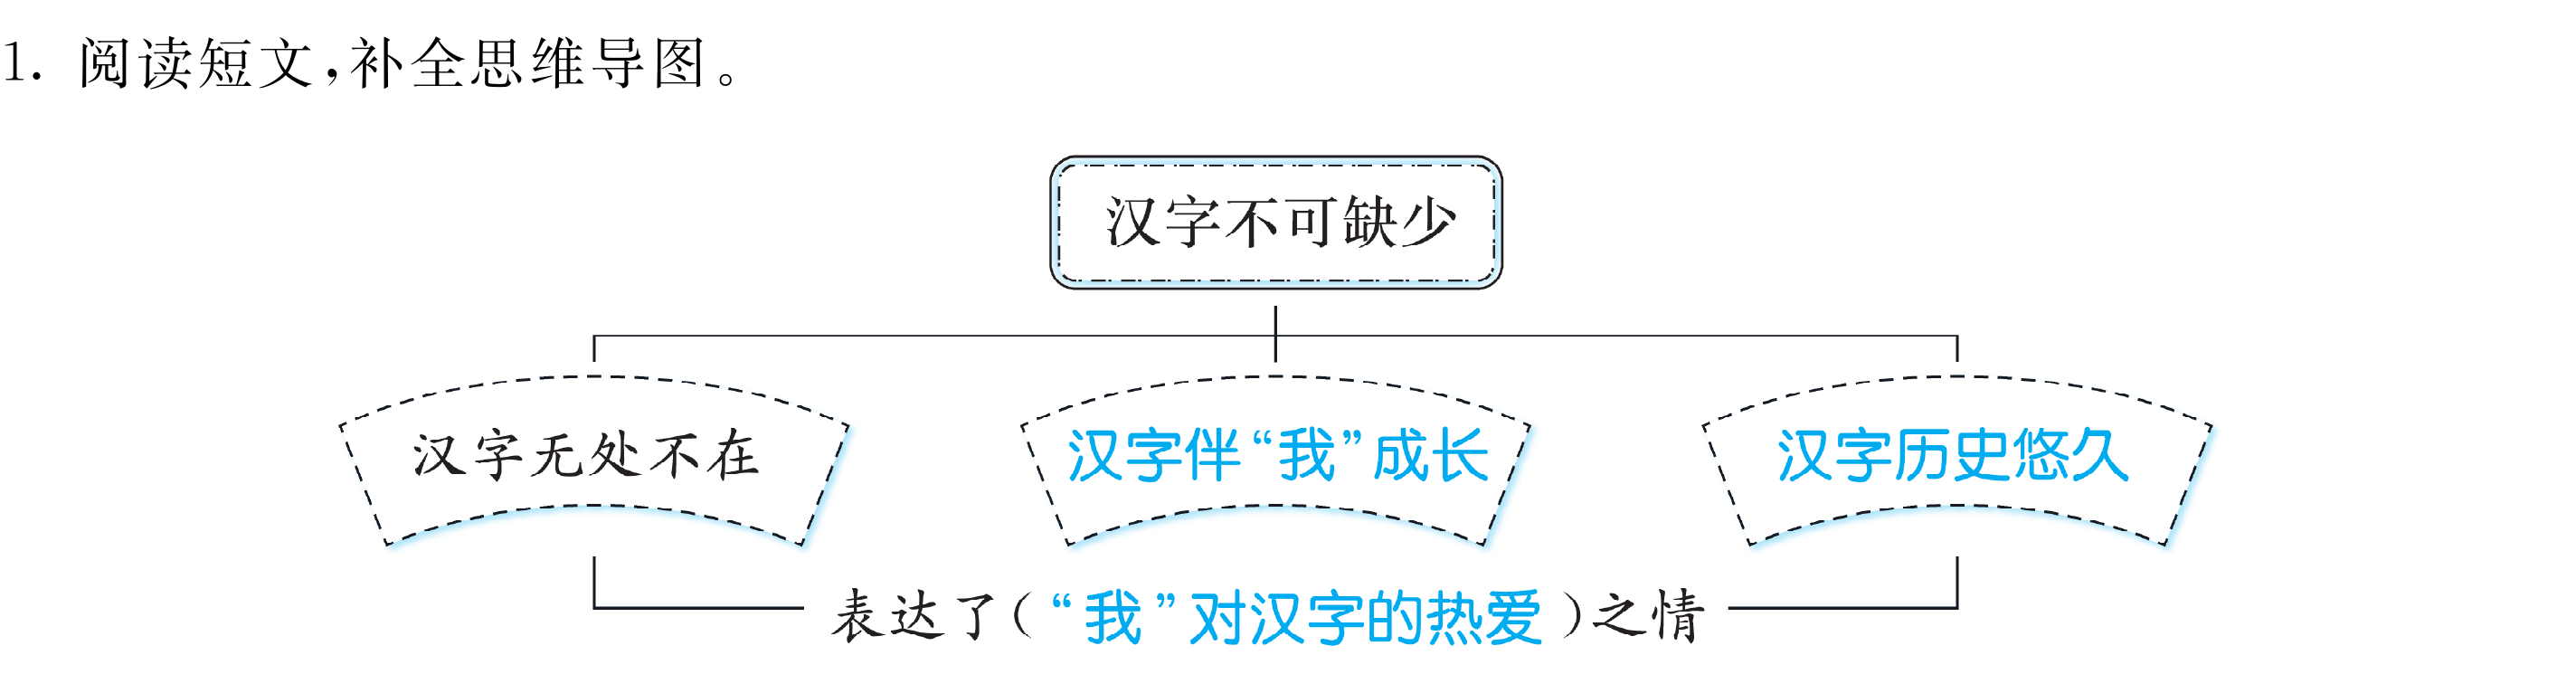 1. 阅读短文,补全思维导图。
汉字不可缺少
汉字无处不在 汉字伴“我”成长 汉字历史悠久
表达了(“我”对汉字的热爱)之情